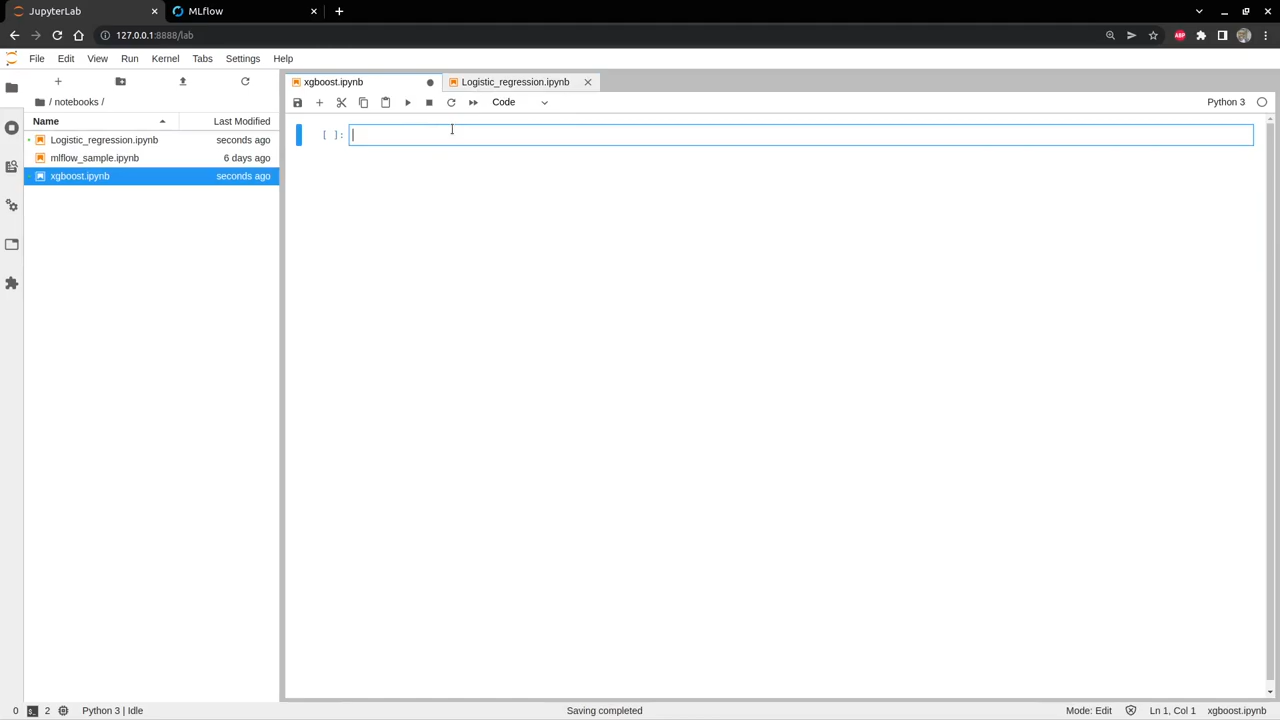 JupyterLab
MLflow
127.0.0.1:8888/lab
ABP
File Edit View Run Kernel Tabs Settings Help
xgboost.ipynb
Logistic_regression.ipynb
/ notebooks /
Code
Python 3
Name
Last Modified
Logistic_regression.ipynb seconds ago
mlflow_sample.ipynb 6 days ago
xgboost.ipynb seconds ago
[ ]:
0
2
Python 3 | Idle
Saving completed
Mode: Edit
Ln 1, Col 1
xgboost.ipynb